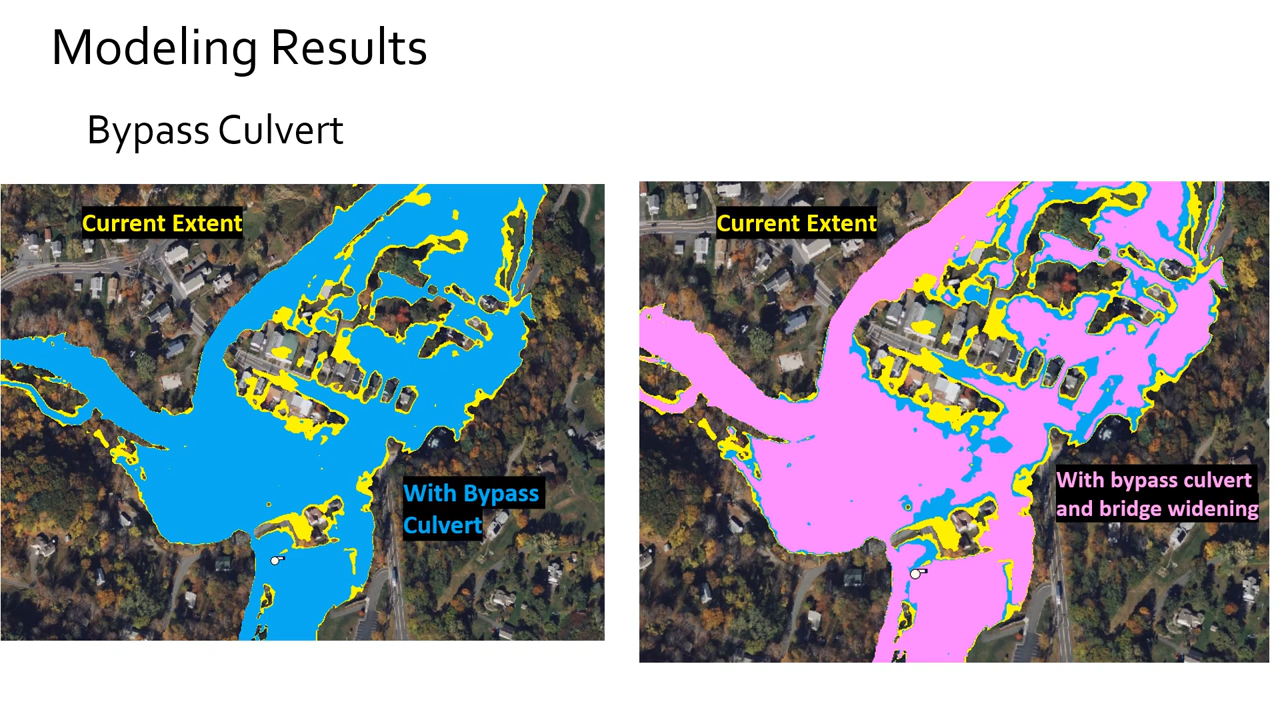 Modeling Results
Bypass Culvert
Current Extent
With Bypass
Culvert
Current Extent
With bypass culvert
and bridge widening